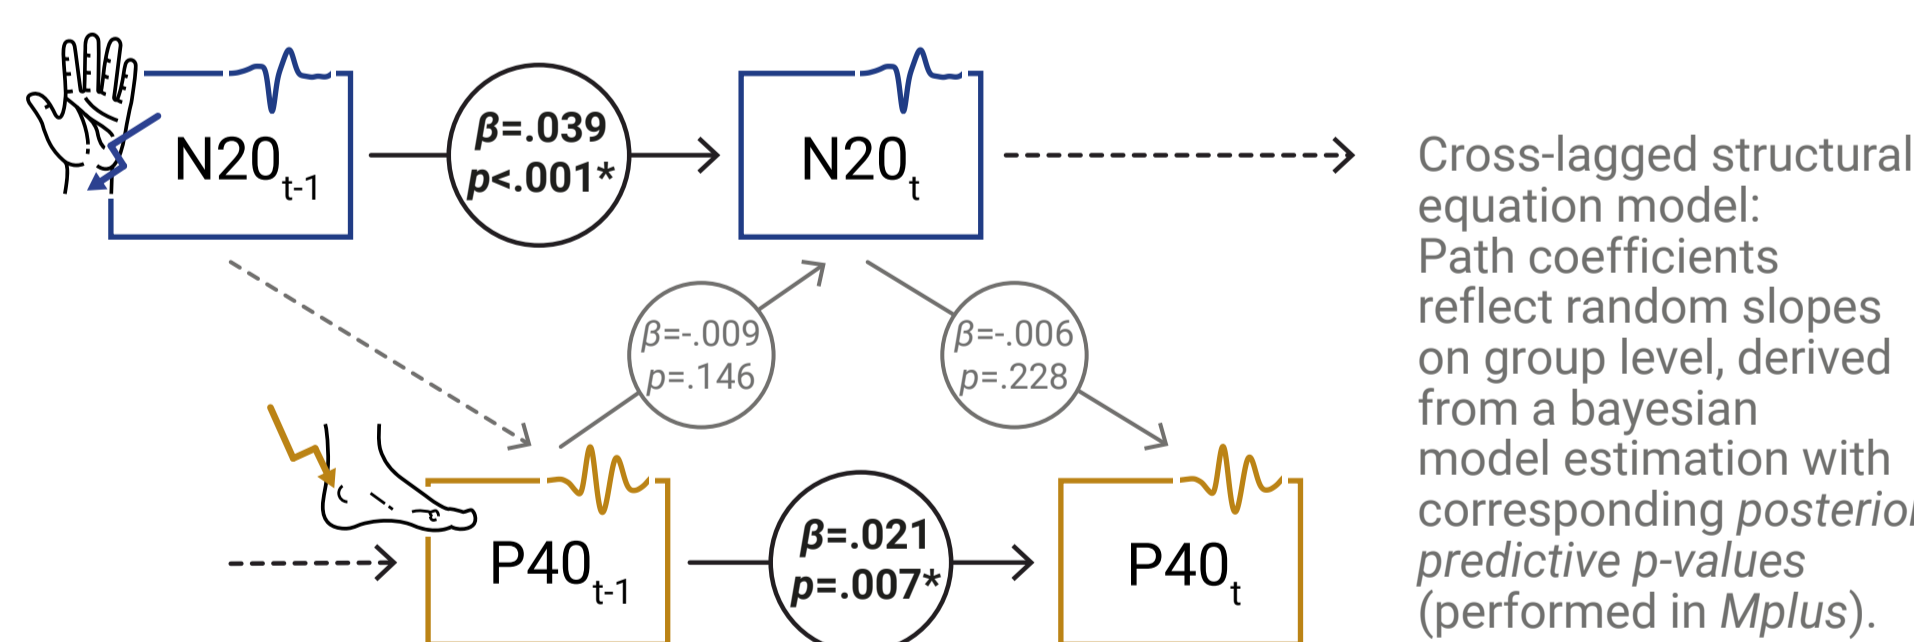 N20t-1
β=.039
p<.001*
N20t
β=-.009
p=.146
β=-.006
p=.228
P40t-1
β=.021
p=.007*
P40t
Cross-lagged structural
equation model:
Path coefficients
reflect random slopes
on group level, derived
from a bayesian
model estimation with
corresponding posterior
predictive p-values
(performed in Mplus).